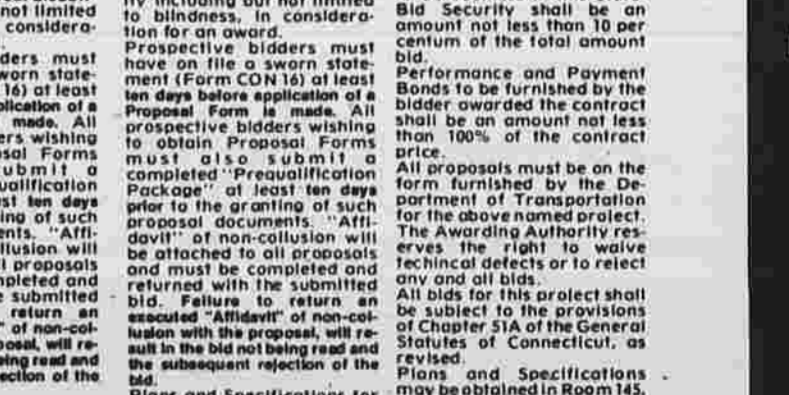 not limited
considera-
ders must
sworn state-
16) at least
plication of a
made. All
ers wishing
sal Forms
ubmit a
ualification
st ten days
ing of such
ents. "Affi-
llusion will
l proposals
mpleted and
e submitted
return an
" of non-col-
posal, will re-
eing read and
ection of the
ity including but not limited
to blindness, in considera-
tion for an award.
Prospective bidders must
have on file a sworn state-
ment (Form CON 16) at least
ten days before application of a
Proposal Form is made. All
prospective bidders wishing
to obtain Proposal Forms
must also submit a
completed "Prequalification
Package" at least ten days
prior to the granting of such
proposal documents. "Affi-
davit" of non-collusion will
be attached to all proposals
and must be completed and
returned with the submitted
bid. Failure to return an
executed "Affidavit" of non-col-
lusion with the proposal, will re-
sult in the bid not being read and
the subsequent rejection of the
bid.
Plans and Specifications for
Bid Security shall be an
amount not less than 10 per
centum of the total amount
bid.
Performance and Payment
Bonds to be furnished by the
bidder awarded the contract
shall be an amount not less
than 100% of the contract
price.
All proposals must be on the
form furnished by the De-
partment of Transportation
for the above named project.
The Awarding Authority res-
erves the right to waive
techincal defects or to reject
any and all bids.
All bids for this project shall
be subject to the provisions
of Chapter 51A of the General
Statutes of Connecticut, as
revised.
Plans and Specifications
may be obtained in Room 145,